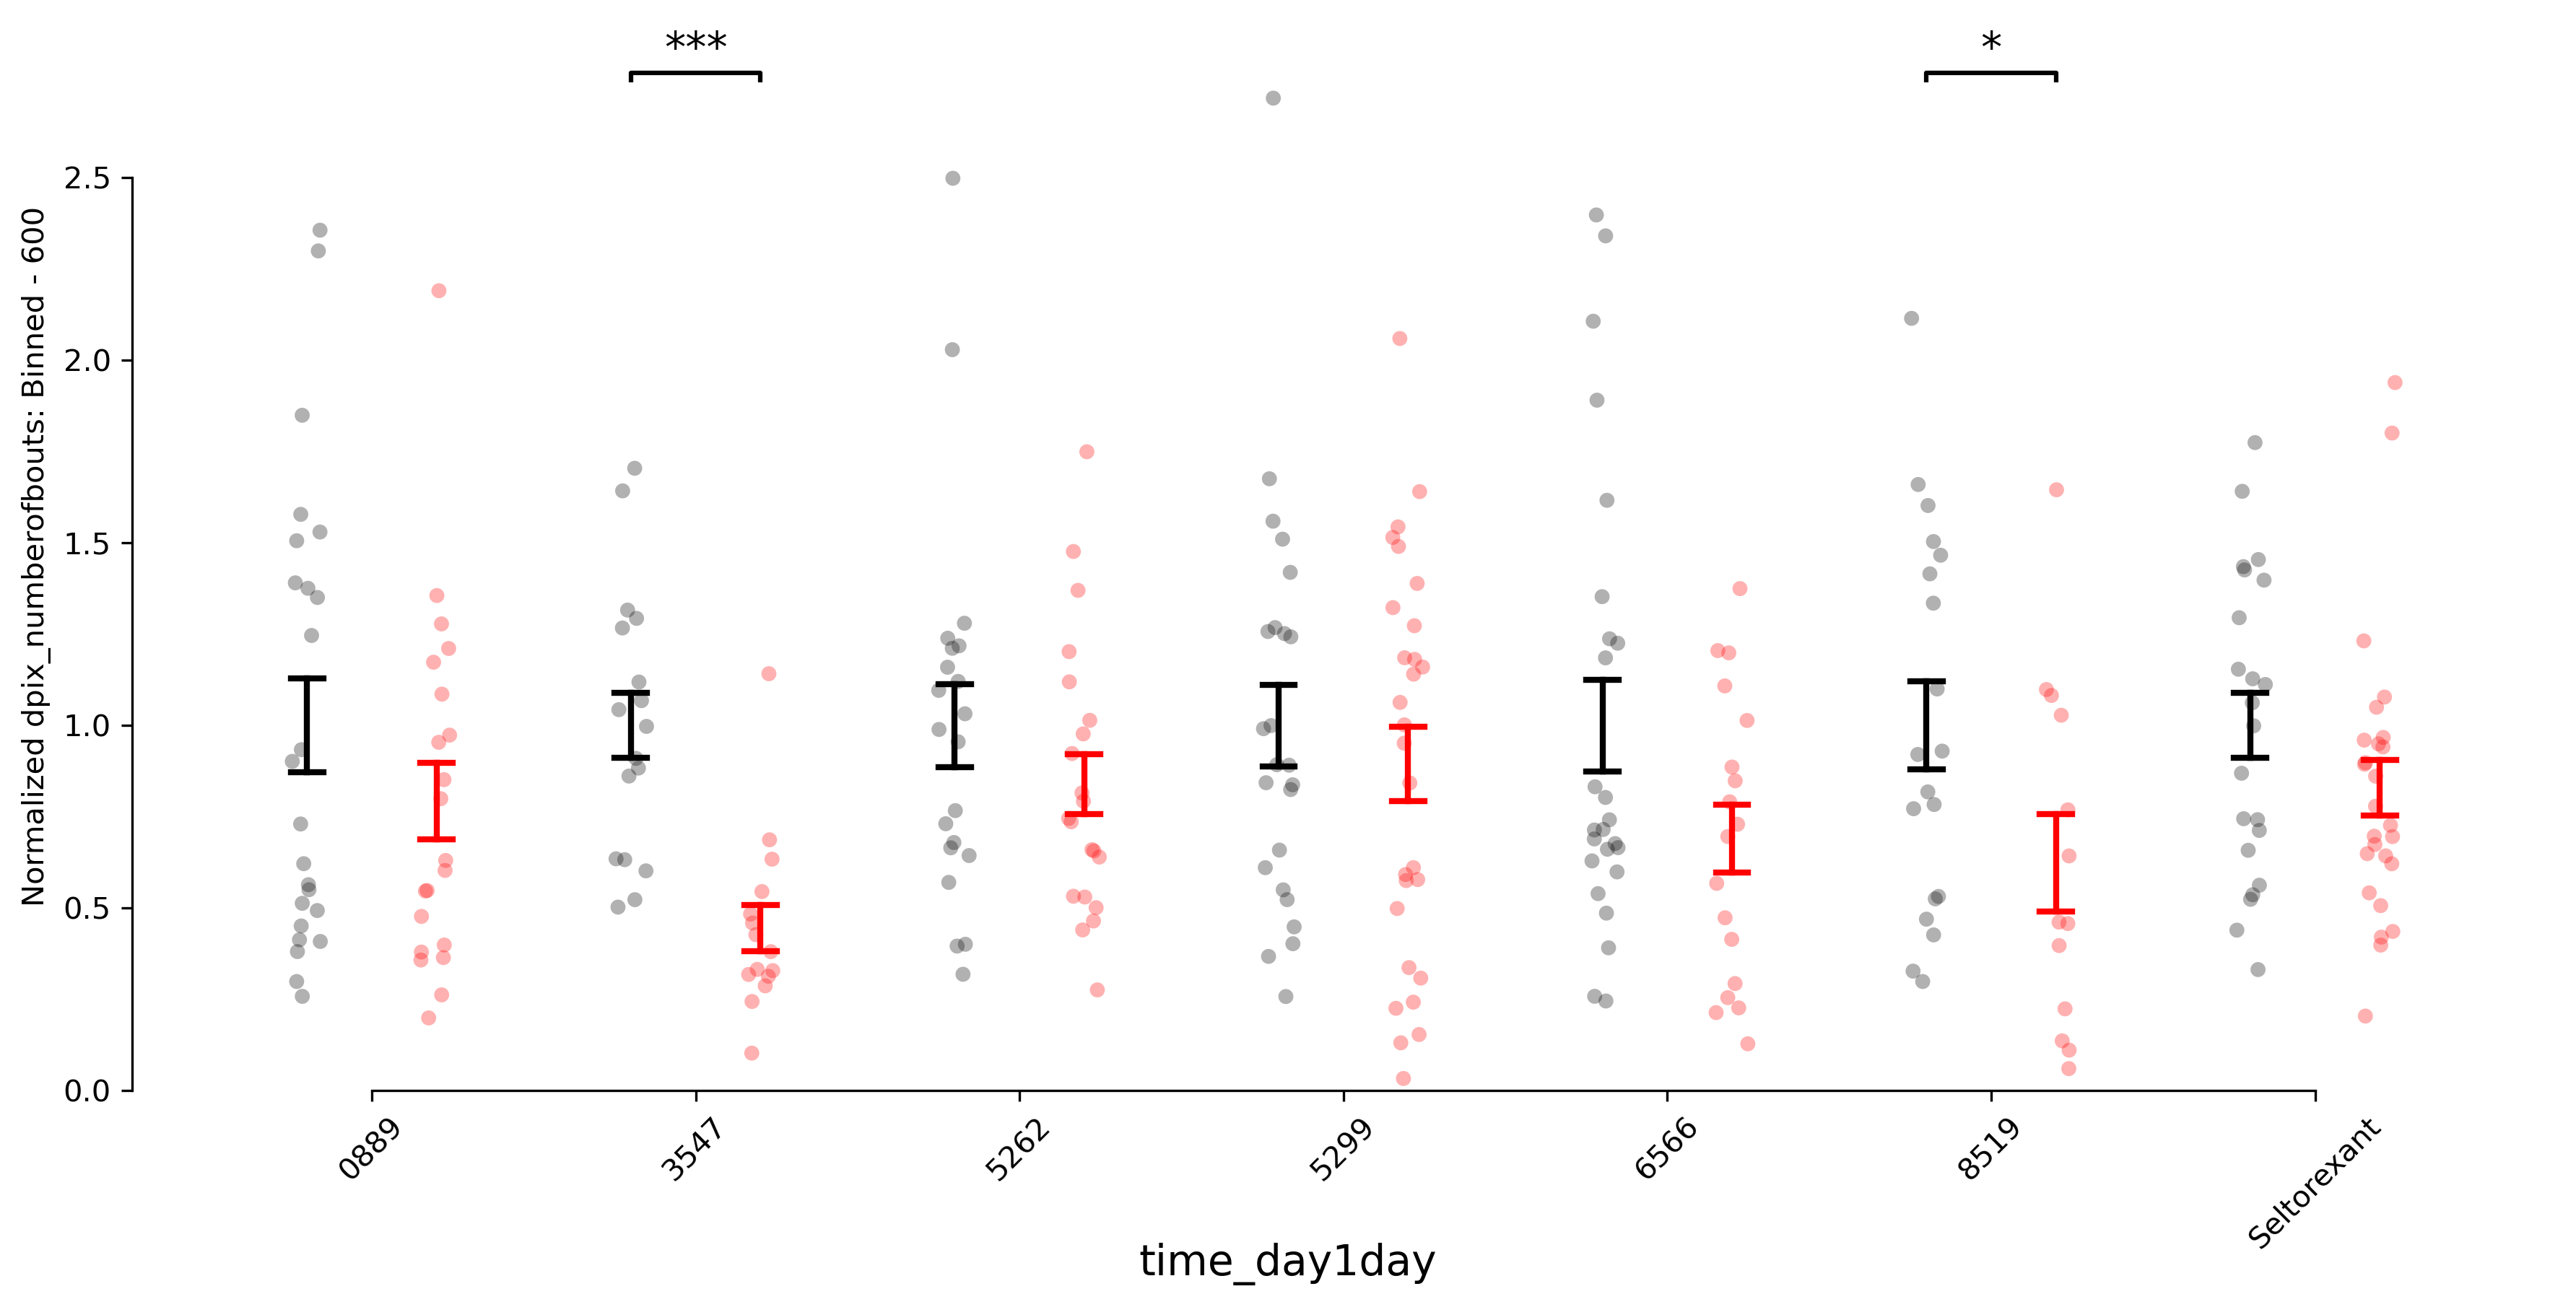 *** *
Normalized dpix_numberofbouts: Binned - 600
2.5
2.0
1.5
1.0
0.5
0.0
0889 3547 5262 5299 6566 8519 Seltorexant
time_day1day